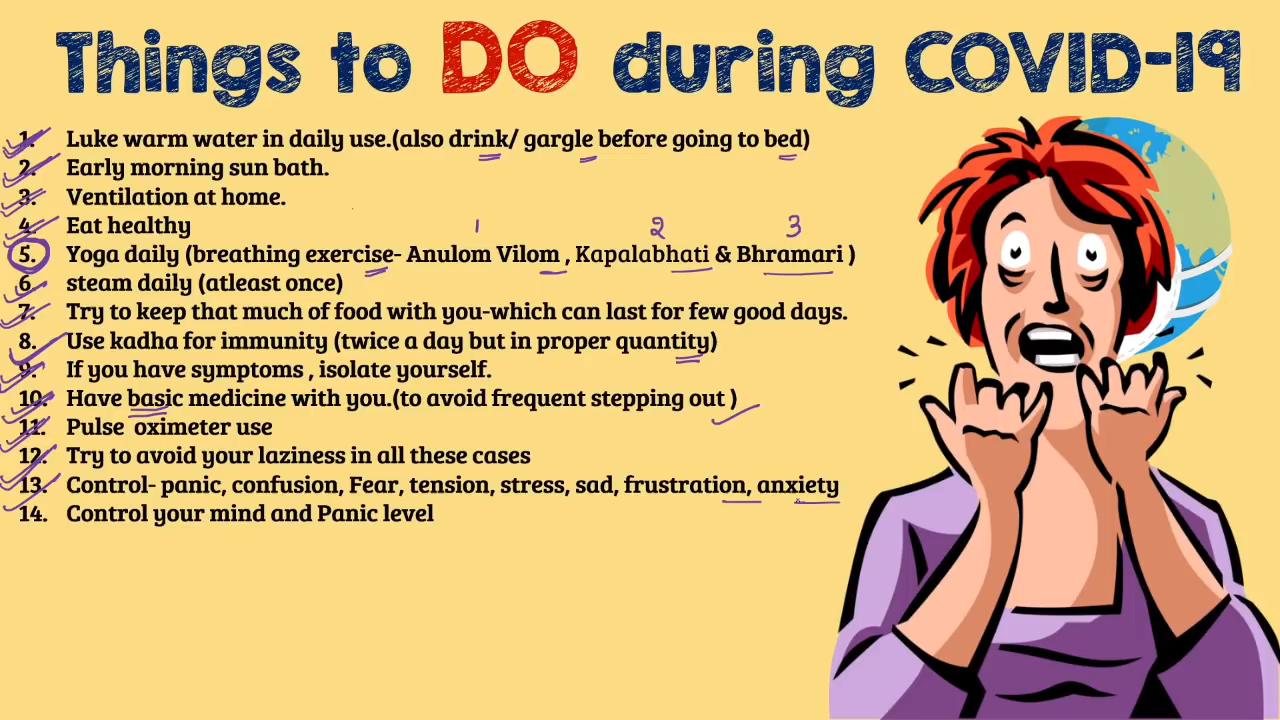 Things to DO during COVID-19
1. Luke warm water in daily use.(also drink/ gargle before going to bed)
2. Early morning sun bath.
3. Ventilation at home.
4. Eat healthy
1 2 3
5. Yoga daily (breathing exercise- Anulom Vilom , Kapalabhati & Bhramari )
6. steam daily (atleast once)
7. Try to keep that much of food with you-which can last for few good days.
8. Use kadha for immunity (twice a day but in proper quantity)
9. If you have symptoms , isolate yourself.
10. Have basic medicine with you.(to avoid frequent stepping out )
11. Pulse oximeter use
12. Try to avoid your laziness in all these cases
13. Control- panic, confusion, Fear, tension, stress, sad, frustration, anxiety
14. Control your mind and Panic level